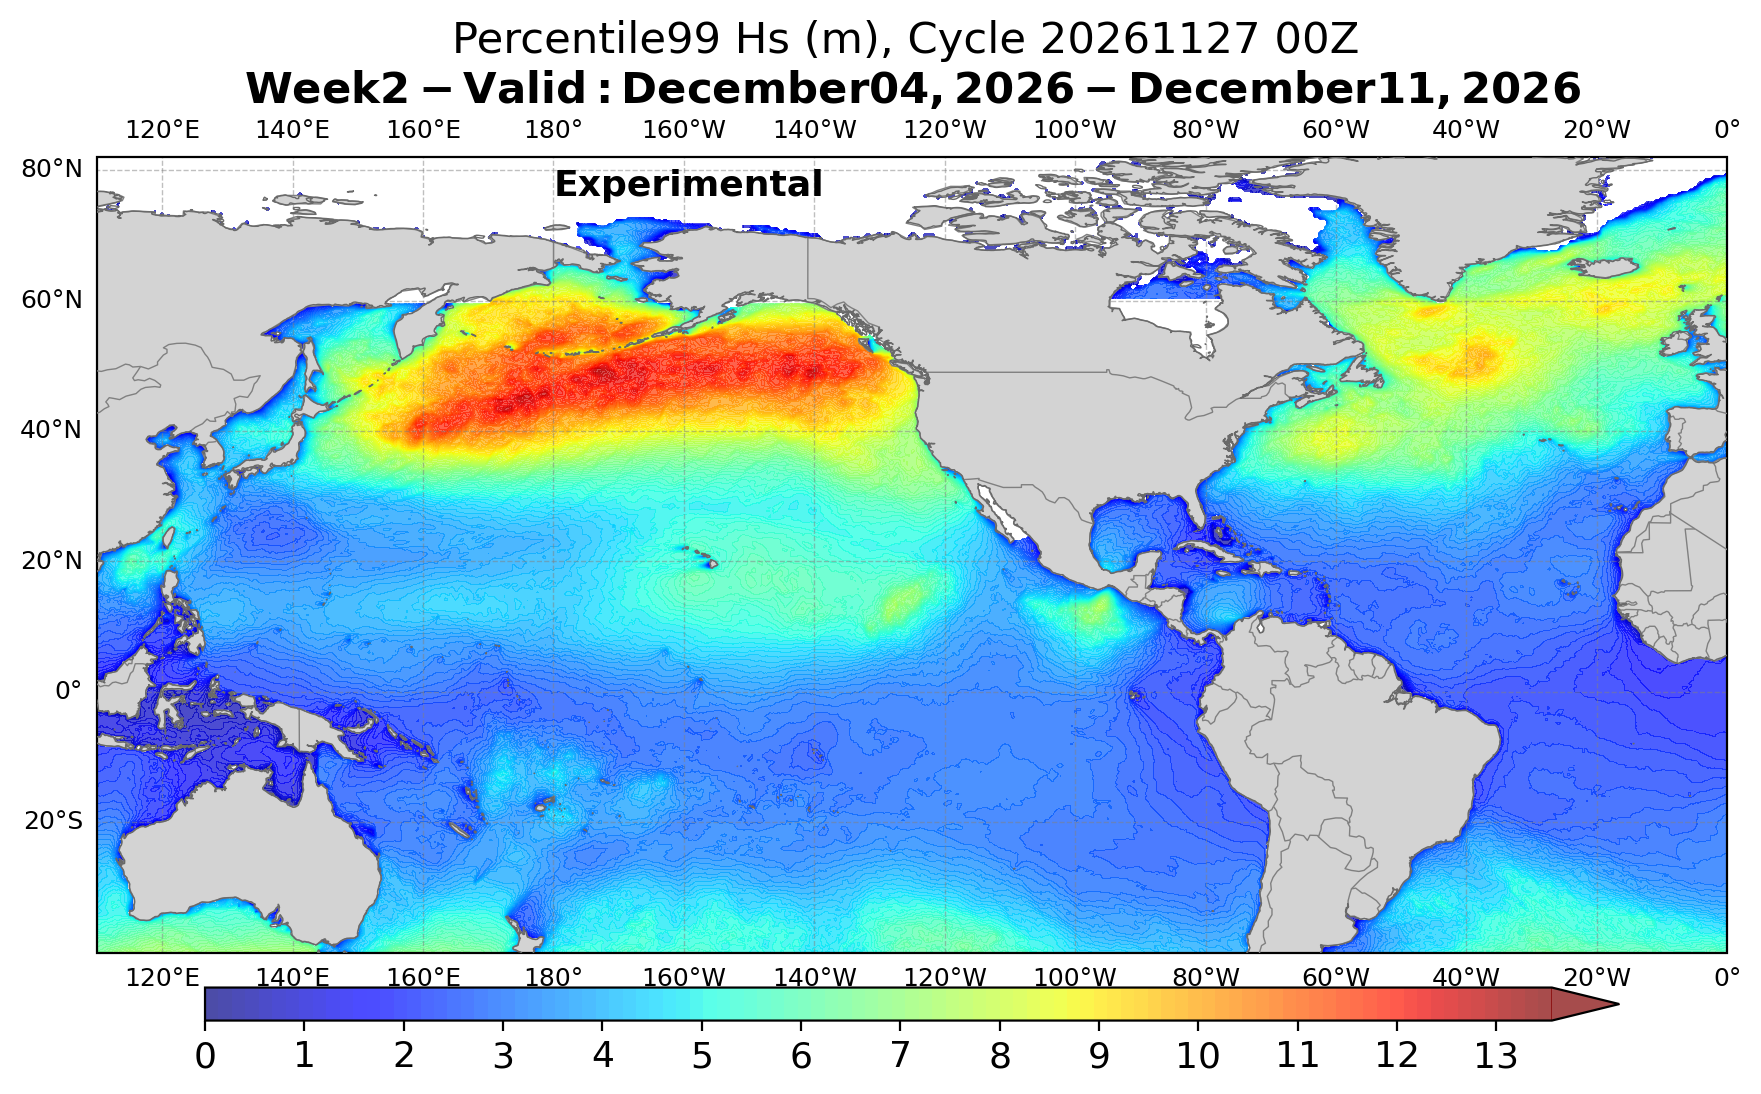 Percentile99 Hs (m), Cycle 20261127 00Z
Week2 − Valid : December04, 2026 − December11, 2026
120°E 140°E 160°E 180° 160°W 140°W 120°W 100°W 80°W 60°W 40°W 20°W 0°
80°N
Experimental
60°N
40°N
20°N
0°
20°S
120°E 140°E 160°E 180° 160°W 140°W 120°W 100°W 80°W 60°W 40°W 20°W 0°
0 1 2 3 4 5 6 7 8 9 10 11 12 13